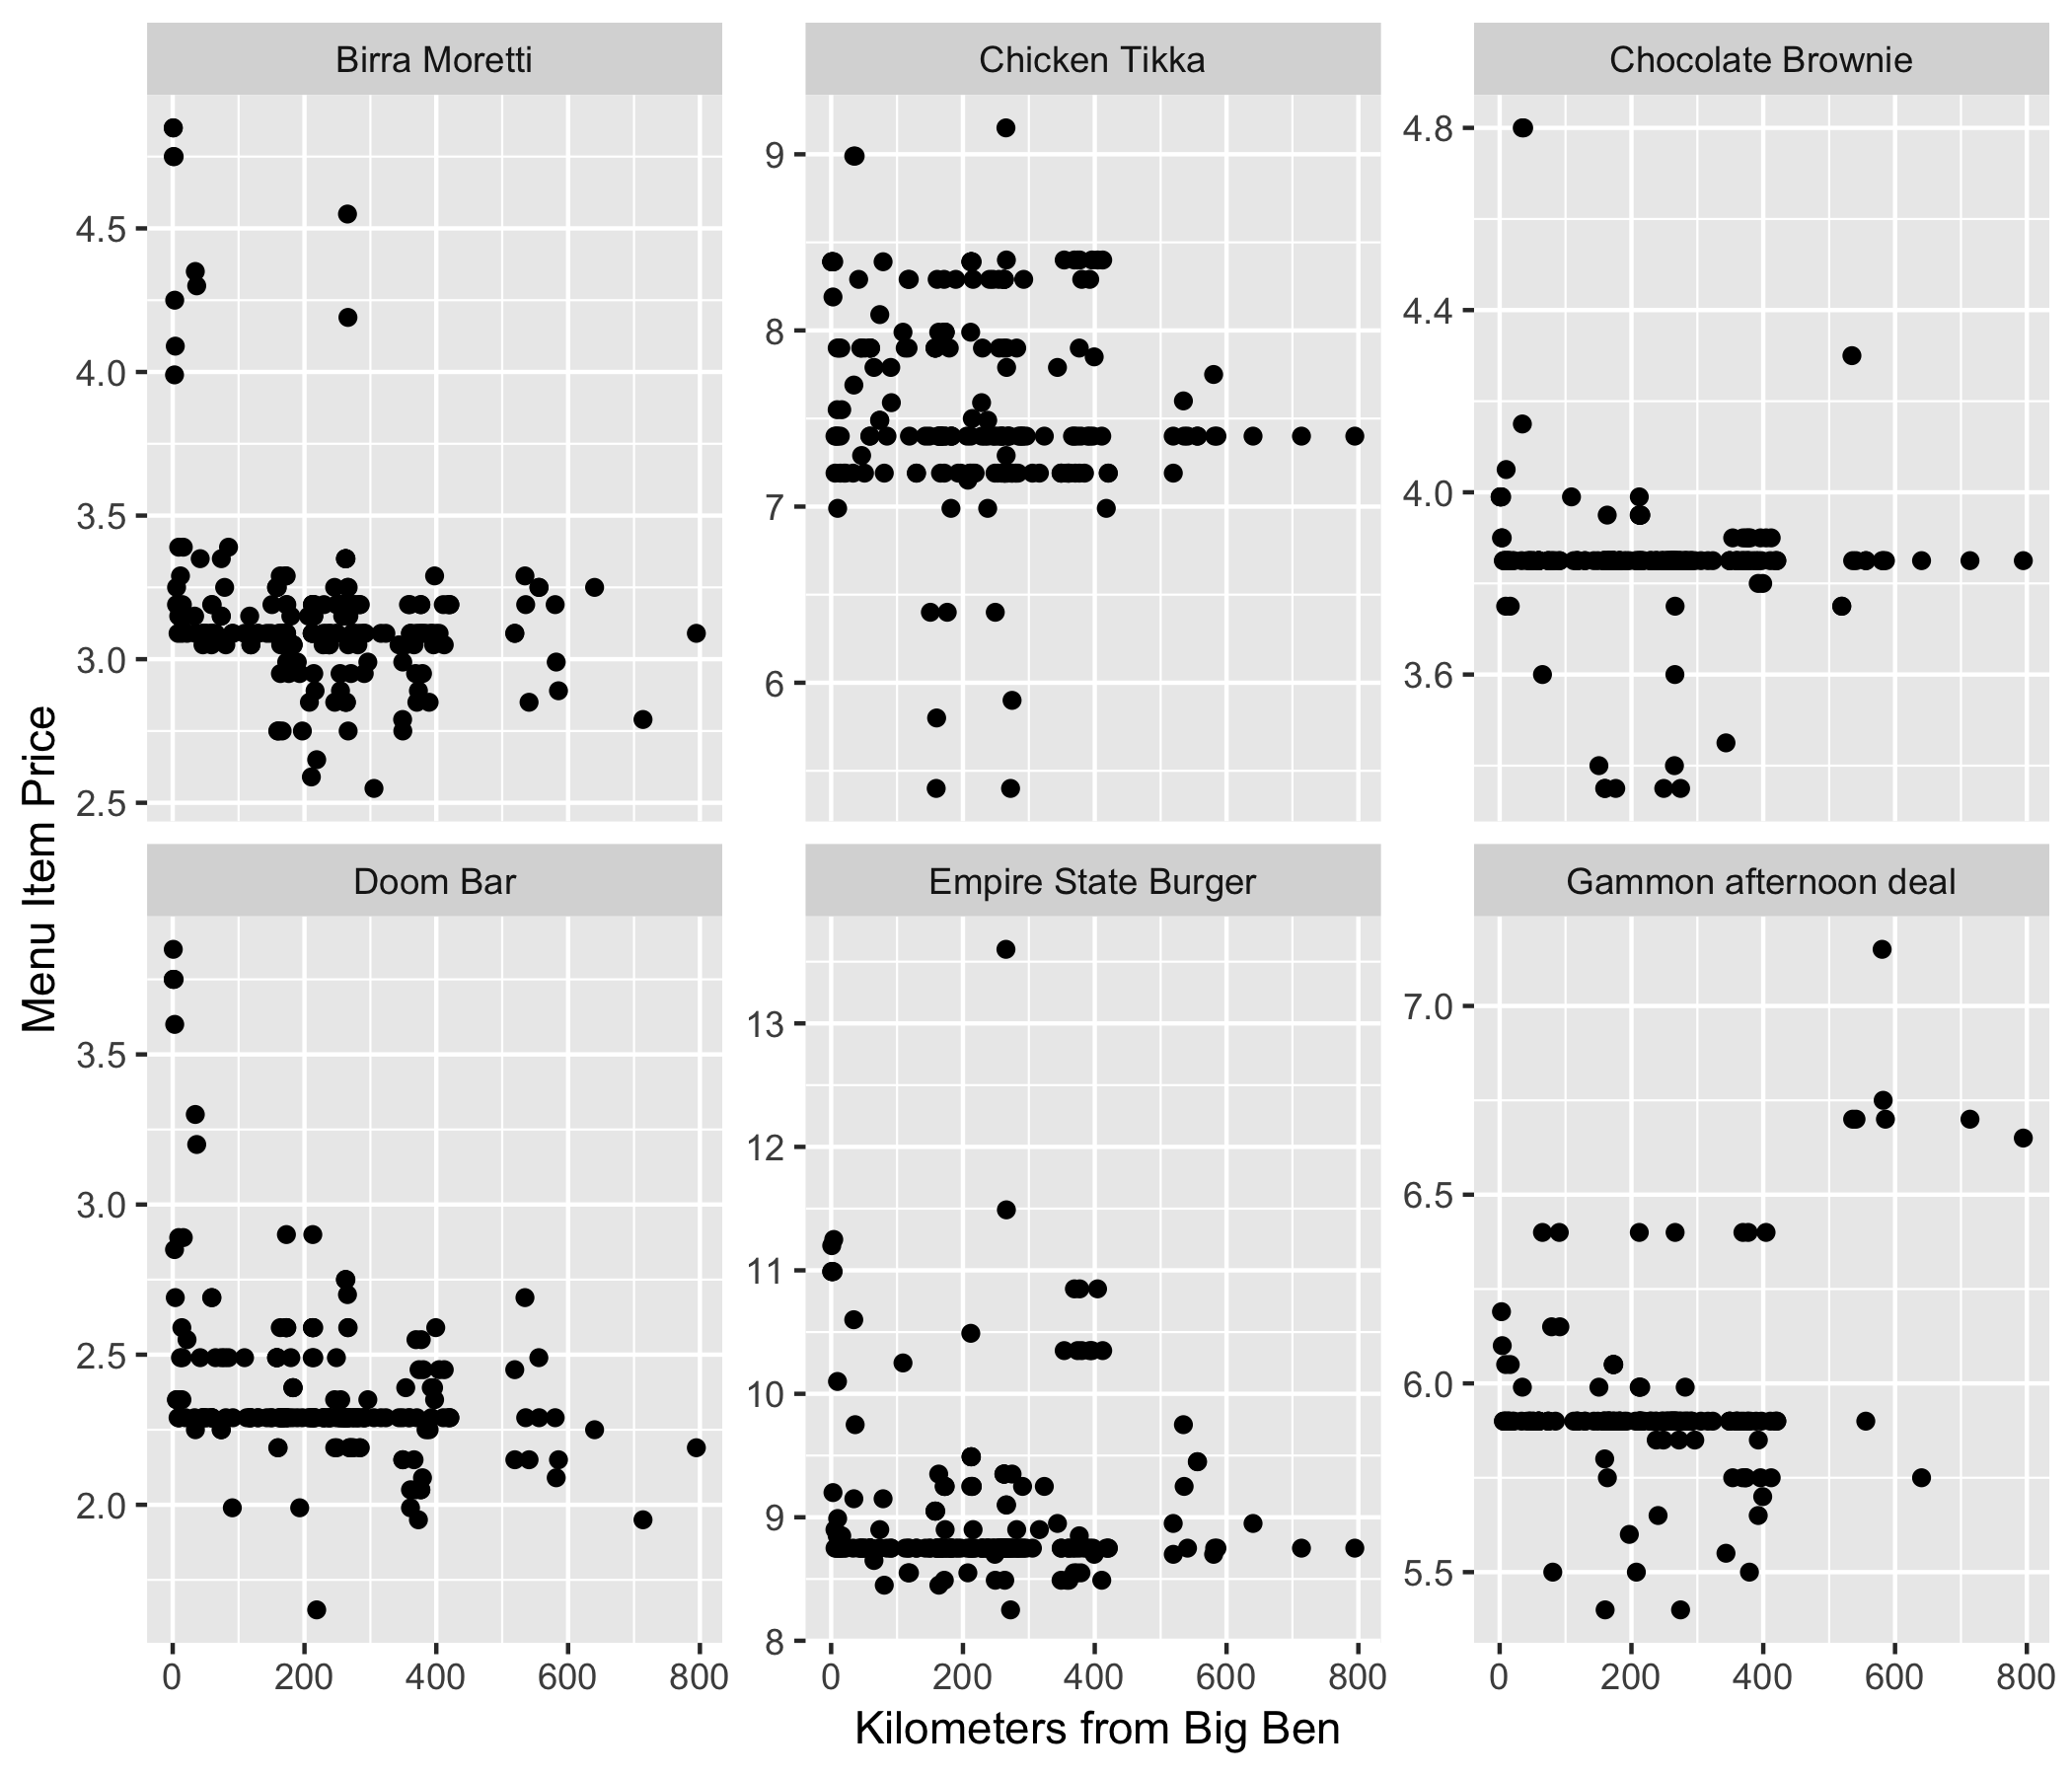 Birra Moretti
Chicken Tikka
Chocolate Brownie
4.5
4.0
3.5
3.0
2.5
9
8
7
6
4.8
4.4
4.0
3.6
Menu Item Price
Doom Bar
Empire State Burger
Gammon afternoon deal
3.5
3.0
2.5
2.0
13
12
11
10
9
8
7.0
6.5
6.0
5.5
0 200 400 600 800
0 200 400 600 800
0 200 400 600 800
Kilometers from Big Ben